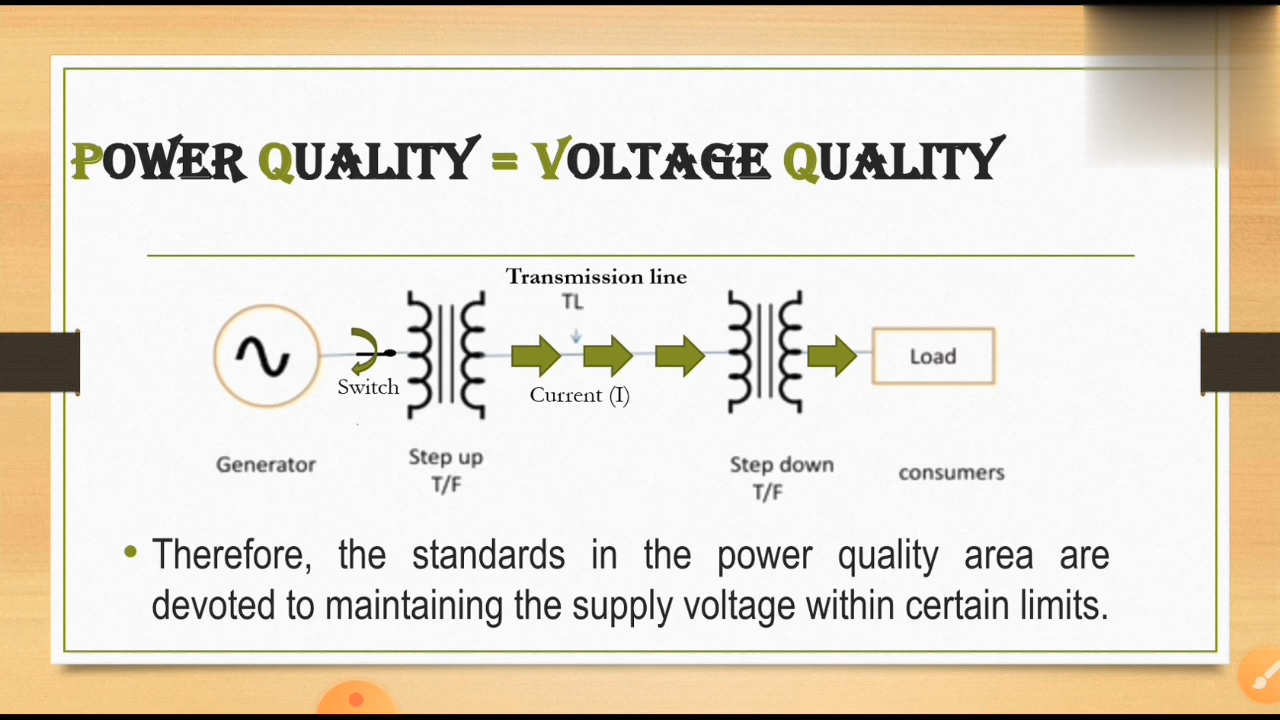 POWER QUALITY = VOLTAGE QUALITY
Transmission line
TL
Switch
Current (I)
Load
Generator
Step up
T/F
Step down
T/F
consumers
• Therefore, the standards in the power quality area are
devoted to maintaining the supply voltage within certain limits.